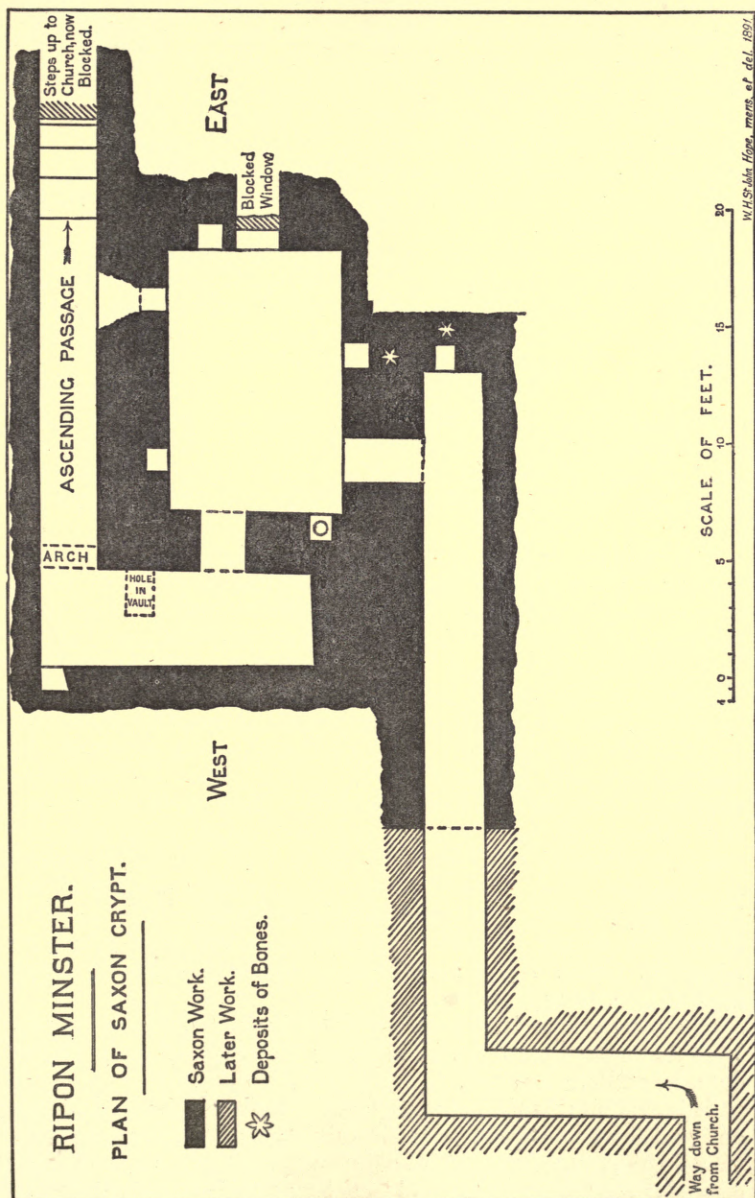 RIPON MINSTER.
PLAN OF SAXON CRYPT.
Saxon Work.
Later Work.
Deposits of Bones.
WEST
EAST
Steps up to
Church, now
Blocked.
ASCENDING PASSAGE
ARCH
HOLE
IN
VAULT
Blocked
Window.
Way down
from Church.
1 0 5 10 15 20
SCALE OF FEET.
W.H. St. John Hope, mens. et del. 1891.